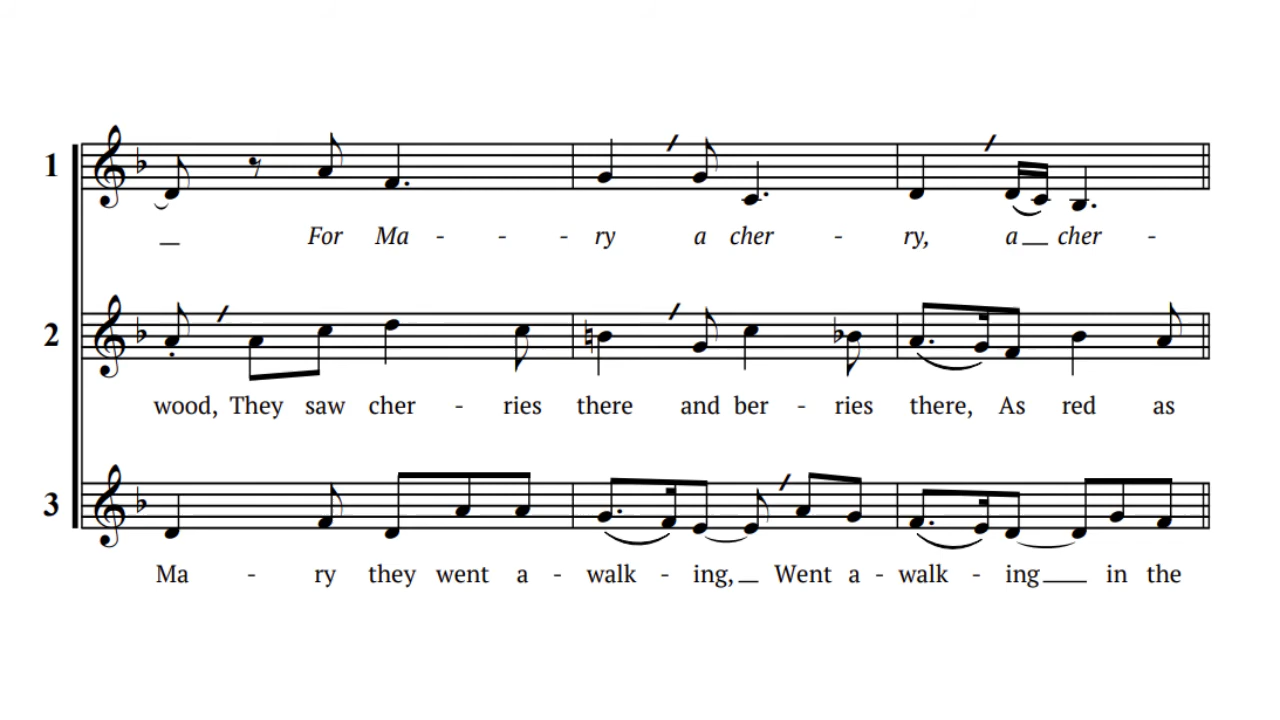 1
For Ma - - - ry a cher - ry, a cher -
2
wood, They saw cher - ries there and ber - ries there, As red as
3
Ma - ry they went a - walk - ing, Went a - walk - ing in the